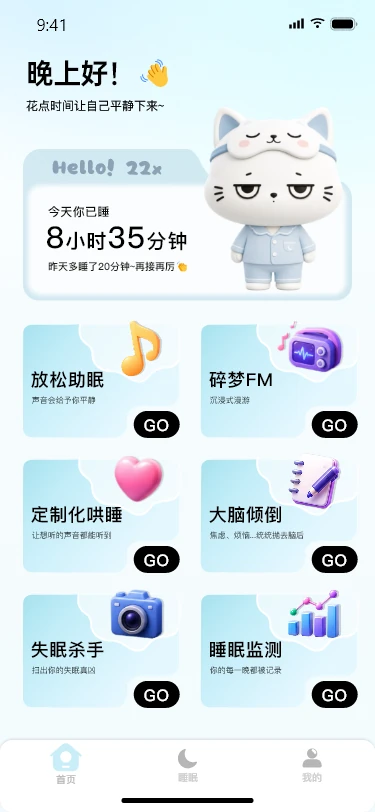 9:41
晚上好！
花点时间让自己平静下来~
Hello! 22x
今天你已睡
8小时35分钟
昨天多睡了20分钟~再接再厉
放松助眠
声音会给予你平静
GO
碎梦FM
沉浸式漫游
GO
定制化哄睡
让想听的声音都能听到
GO
大脑倾倒
焦虑、烦恼...统统抛去脑后
GO
失眠杀手
扫出你的失眠真凶
GO
睡眠监测
你的每一晚都被记录
GO
首页
睡眠
我的